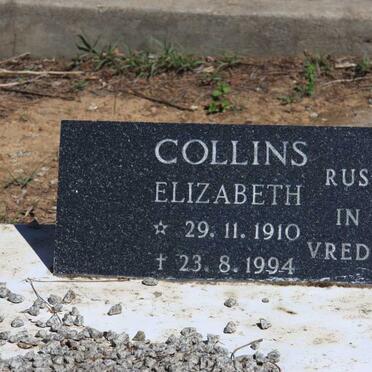 COLLINS
ELIZABETH
☆ 29.11.1910
† 23.8.1994
RUS
IN
VRED